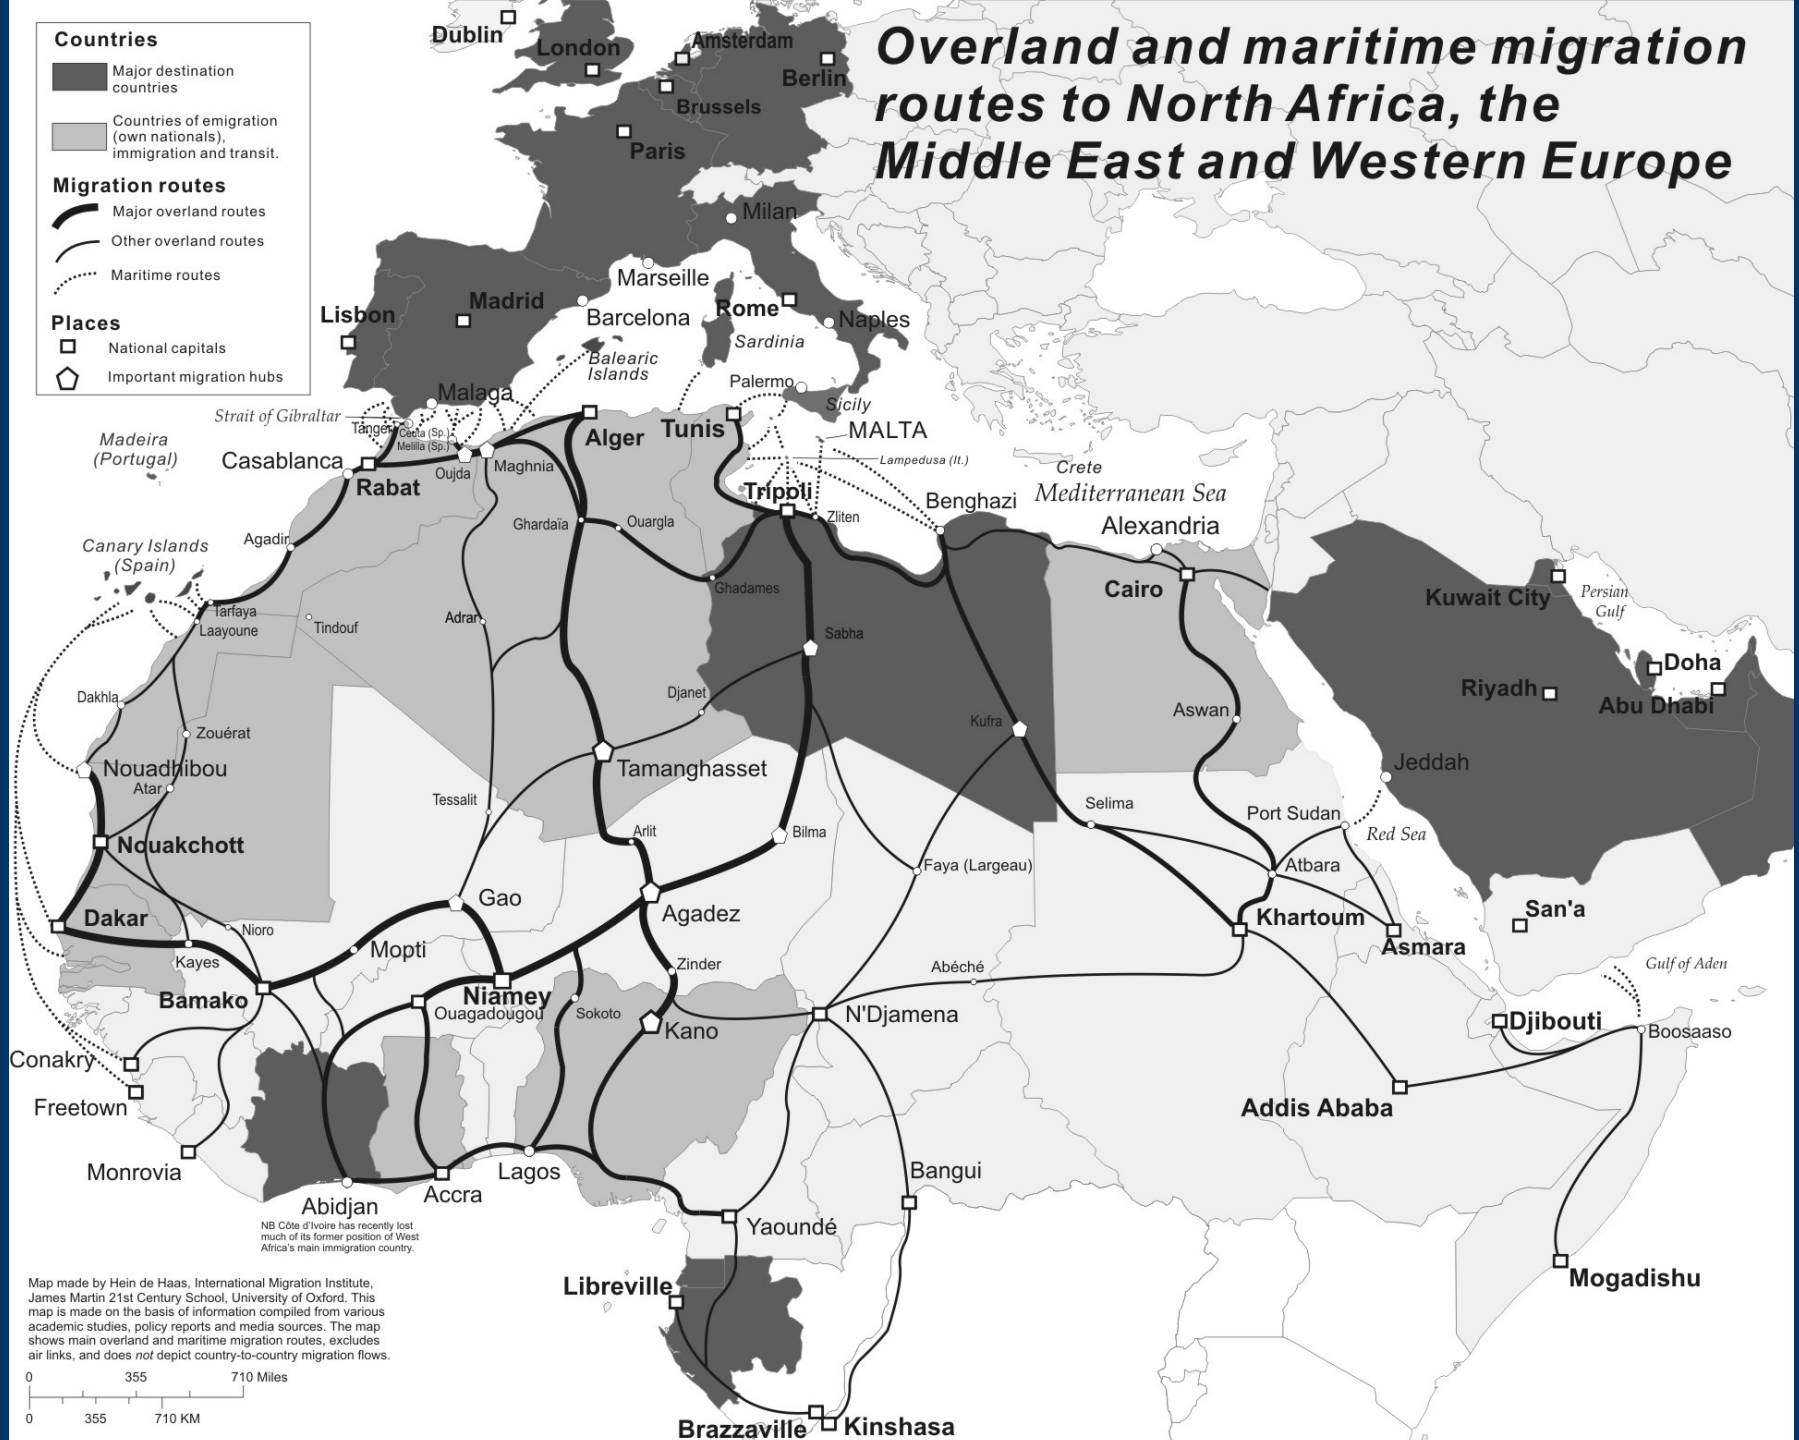 Overland and maritime migration
routes to North Africa, the
Middle East and Western Europe
Countries
Major destination
countries
Countries of emigration
(own nationals),
immigration and transit.
Migration routes
Major overland routes
Other overland routes
Maritime routes
Places
National capitals
Important migration hubs
Dublin
London
Amsterdam
Berlin
Brussels
Paris
Milan
Marseille
Madrid
Lisbon
Barcelona
Rome
Naples
Sardinia
Balearic
Islands
Palermo
Sicily
Malaga
Strait of Gibraltar
Tanger
Ceuta (Sp.)
Melilla (Sp.)
Madeira
(Portugal)
Casablanca
Rabat
Oujda
Maghnia
Alger
Tunis
MALTA
Lampedusa (It.)
Crete
Mediterranean Sea
Tripoli
Zliten
Benghazi
Alexandria
Cairo
Ghardaïa
Ouargla
Ghadames
Agadir
Canary Islands
(Spain)
Tarfaya
Laayoune
Tindouf
Adrar
Sabha
Kuwait City
Persian
Gulf
Doha
Riyadh
Abu Dhabi
Dakhla
Zouérat
Djanet
Kufra
Aswan
Jeddah
Nouadhibou
Atar
Tamanghasset
Tessalit
Arlit
Bilma
Selima
Port Sudan
Red Sea
Nouakchott
Faya (Largeau)
Atbara
Dakar
Gao
Agadez
Khartoum
San'a
Asmara
Nioro
Kayes
Mopti
Zinder
Abéché
Gulf of Aden
Bamako
Niamey
Ouagadougou
Sokoto
Kano
N'Djamena
Djibouti
Boosaaso
Conakry
Freetown
Addis Ababa
Monrovia
Abidjan
Accra
Lagos
Bangui
Yaoundé
NB Côte d'Ivoire has recently lost
much of its former position of West
Africa's main immigration country.
Libreville
Mogadishu
Brazzaville
Kinshasa
Map made by Hein de Haas, International Migration Institute,
James Martin 21st Century School, University of Oxford. This
map is made on the basis of information compiled from various
academic studies, policy reports and media sources. The map
shows main overland and maritime migration routes, excludes
air links, and does not depict country-to-country migration flows.
0 355 710 Miles
0 355 710 KM